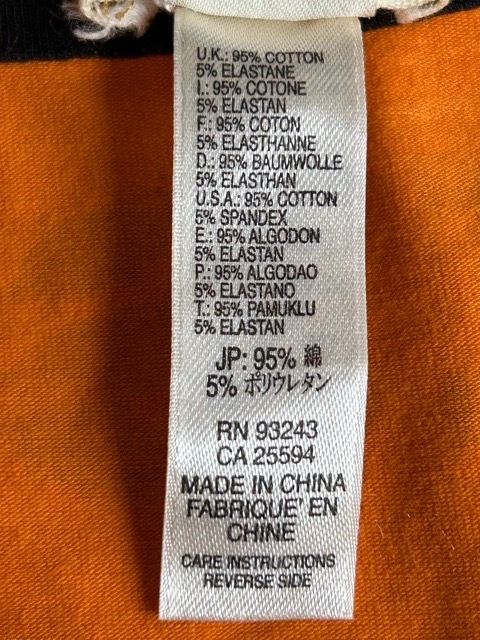 U.K.: 95% COTTON
5% ELASTANE
I.: 95% COTONE
5% ELASTAN
F.: 95% COTON
5% ELASTHANNE
D.: 95% BAUMWOLLE
5% ELASTHAN
U.S.A.: 95% COTTON
5% SPANDEX
E.: 95% ALGODON
5% ELASTAN
P.: 95% ALGODAO
5% ELASTANO
T.: 95% PAMUKLU
5% ELASTAN
JP: 95% 綿
5% ポリウレタン
RN 93243
CA 25594
MADE IN CHINA
FABRIQUE' EN
CHINE
CARE INSTRUCTIONS
REVERSE SIDE